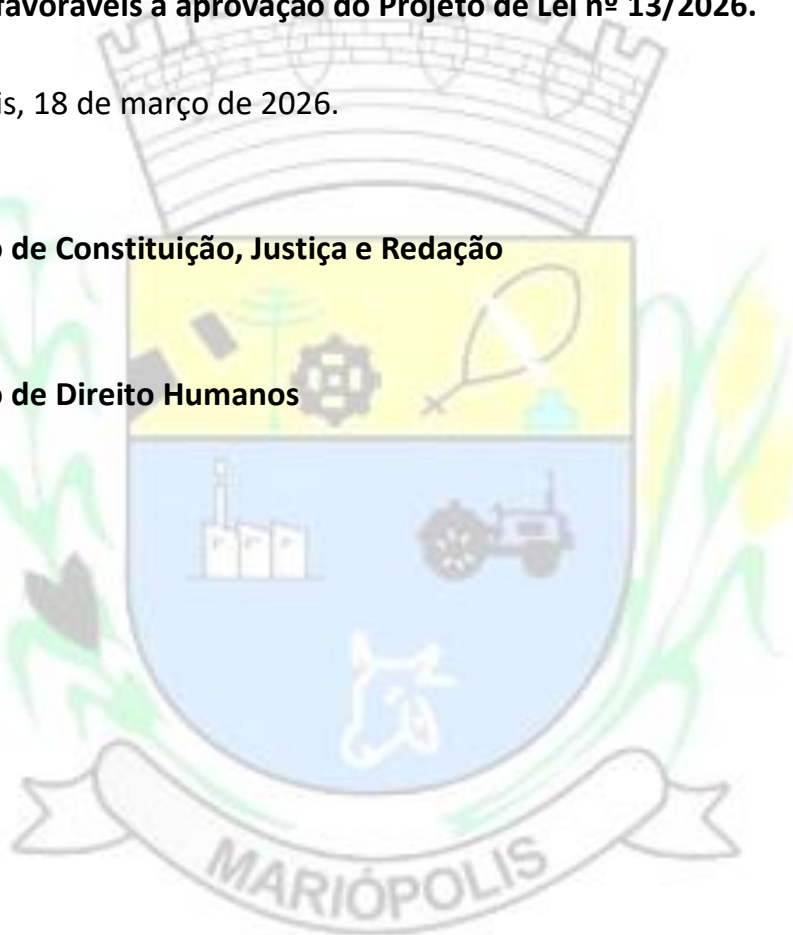 favoráveis à aprovação do Projeto de Lei nº 13/2026.
is, 18 de março de 2026.
o de Constituição, Justiça e Redação
o de Direito Humanos
MARIÓPOLIS